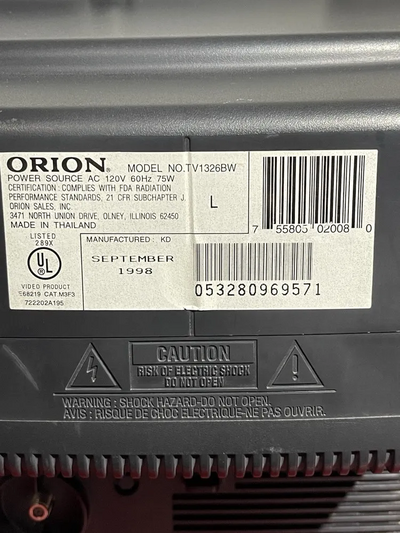 ORION® MODEL NO.TV1326BW
POWER SOURCE AC 120V 60Hz 75W
CERTIFICATION: COMPLIES WITH FDA RADIATION
PERFORMANCE STANDARDS, 21 CFR SUBCHAPTER J.
ORION SALES, INC.
3471 NORTH UNION DRIVE, OLNEY, ILLINOIS 62450
MADE IN THAILAND
L
7 55805 02008 0
LISTED
289X
UL
®
VIDEO PRODUCT
E68219 CAT.M3F3
722202A195
MANUFACTURED: KD
SEPTEMBER
1998
053280969571
CAUTION
RISK OF ELECTRIC SHOCK
DO NOT OPEN
WARNING : SHOCK HAZARD-DO NOT OPEN.
AVIS : RISQUE DE CHOC ELECTRIQUE-NE PAS OUVRIR.